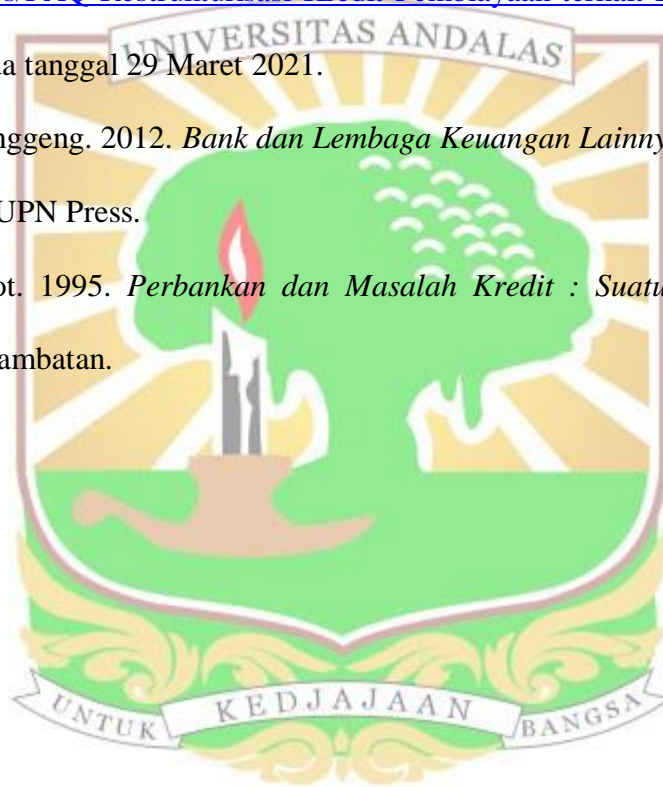 UNIVERSITAS ANDALAS
a tanggal 29 Maret 2021.
nggeng. 2012. Bank dan Lembaga Keuangan Lainny
UPN Press.
ot. 1995. Perbankan dan Masalah Kredit : Suatu
ambatan.
UNTUK KEDJAJAAN BANGSA